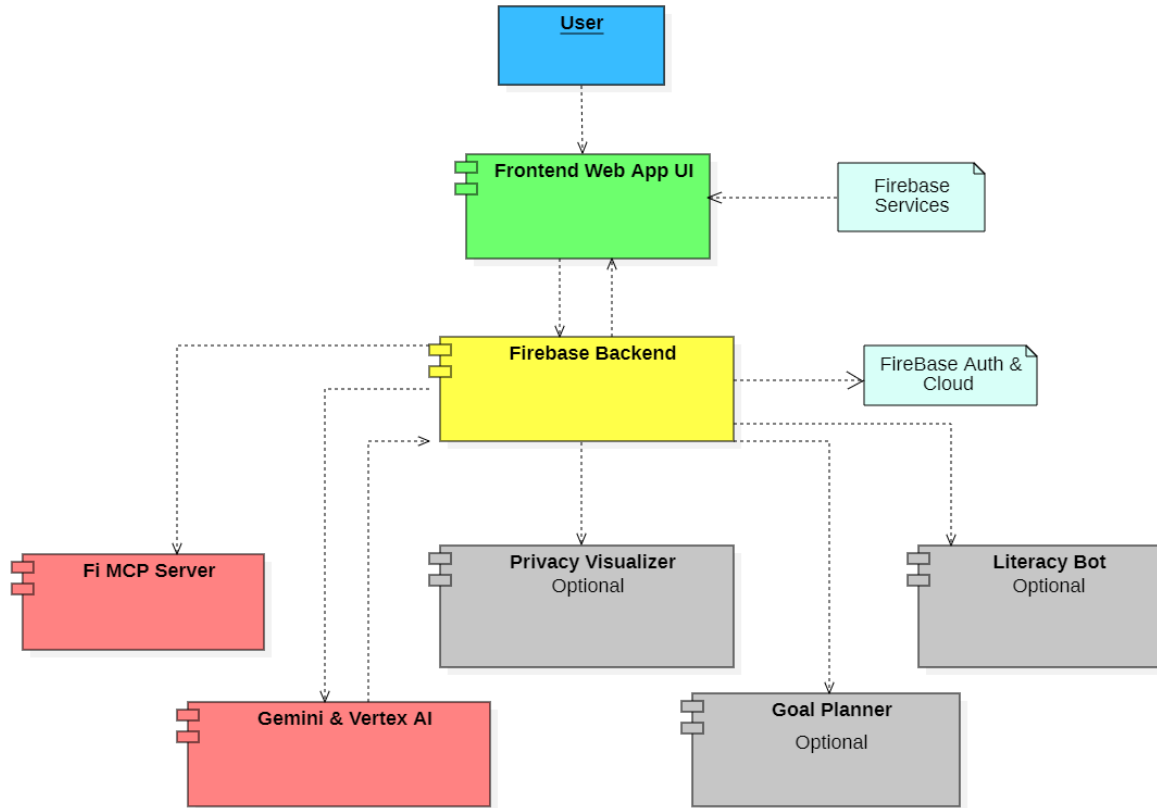 User
Frontend Web App UI
Firebase
Services
Firebase Backend
FireBase Auth &
Cloud
Fi MCP Server
Privacy Visualizer
Optional
Literacy Bot
Optional
Gemini & Vertex AI
Goal Planner
Optional